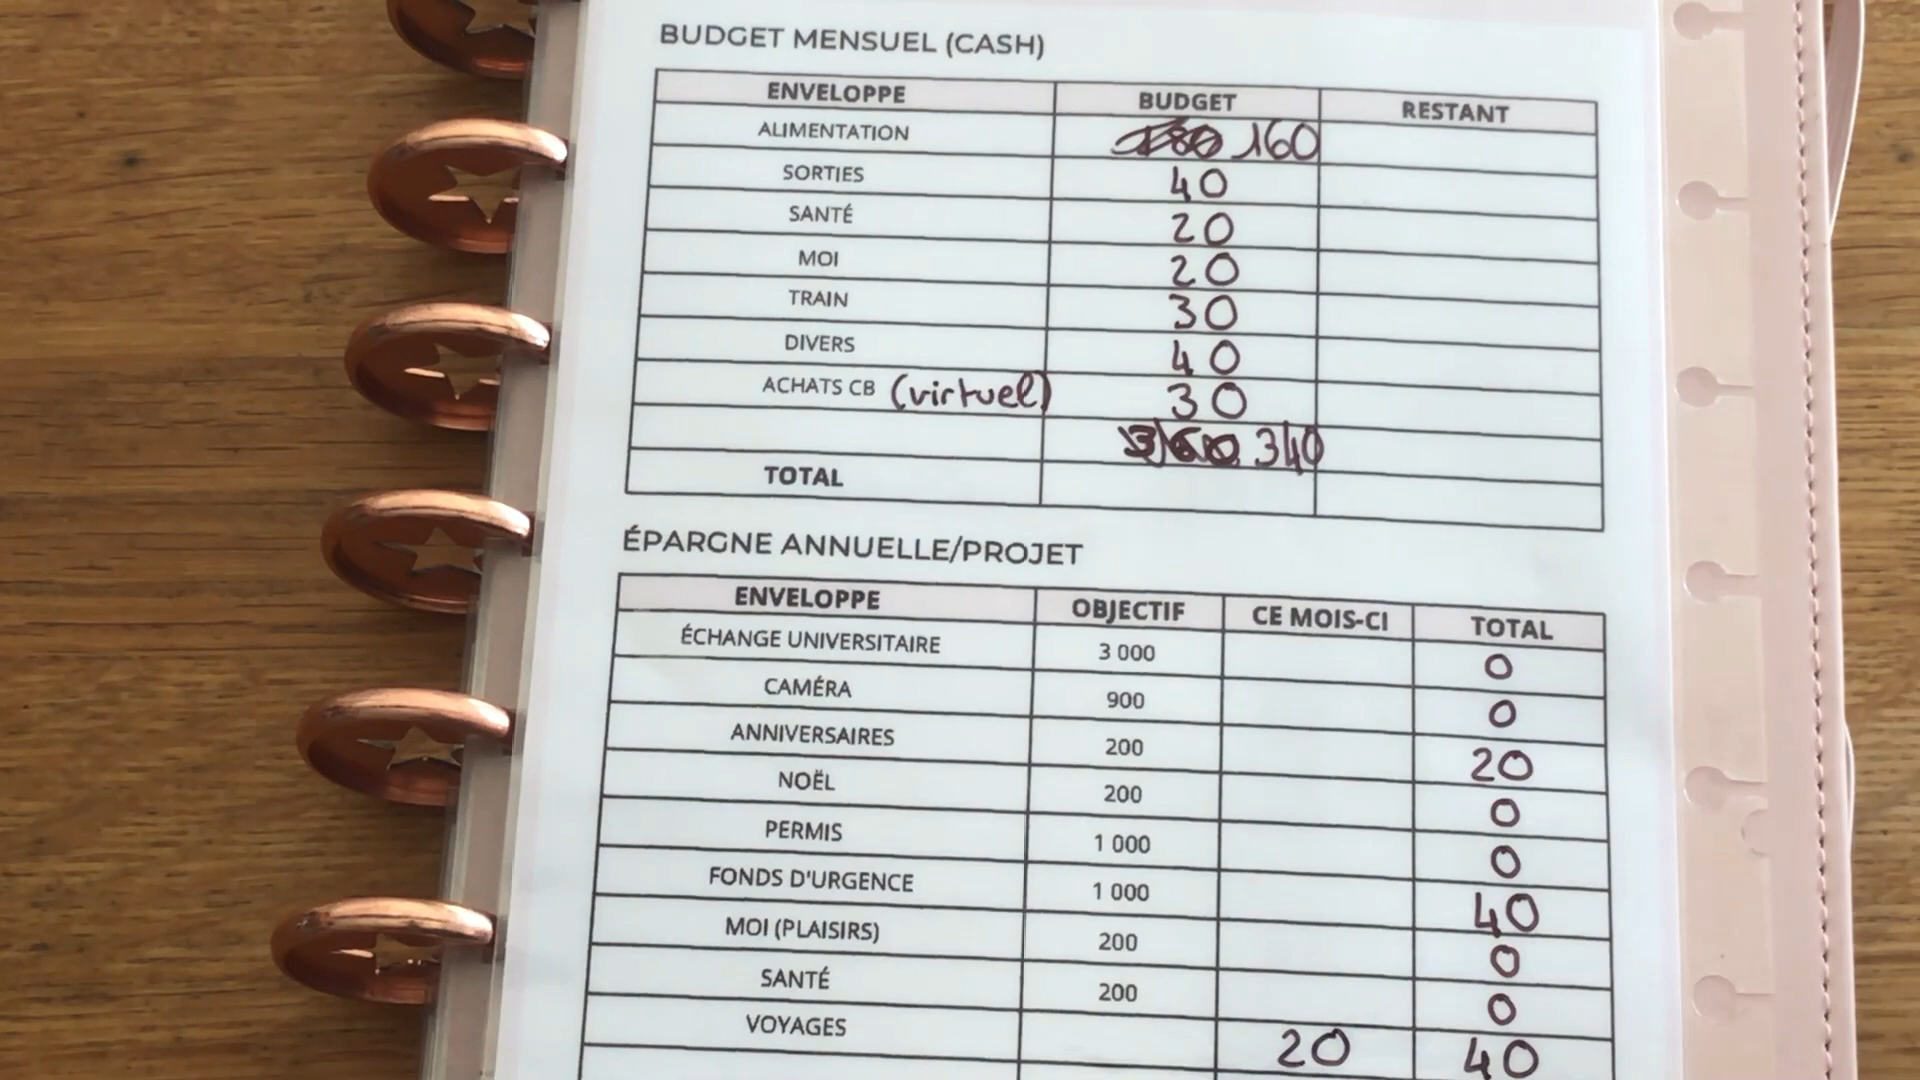 BUDGET MENSUEL (CASH)
ENVELOPPE BUDGET RESTANT
ALIMENTATION 180 160
SORTIES 40
SANTÉ 20
MOI 20
TRAIN 30
DIVERS 40
ACHATS CB (virtuel) 30
360 340
TOTAL
ÉPARGNE ANNUELLE/PROJET
ENVELOPPE OBJECTIF CE MOIS-CI TOTAL
ÉCHANGE UNIVERSITAIRE 3 000 0
CAMÉRA 900 0
ANNIVERSAIRES 200 20
NOËL 200 0
PERMIS 1 000 0
FONDS D'URGENCE 1 000 40
MOI (PLAISIRS) 200 0
SANTÉ 200 0
VOYAGES 20 40